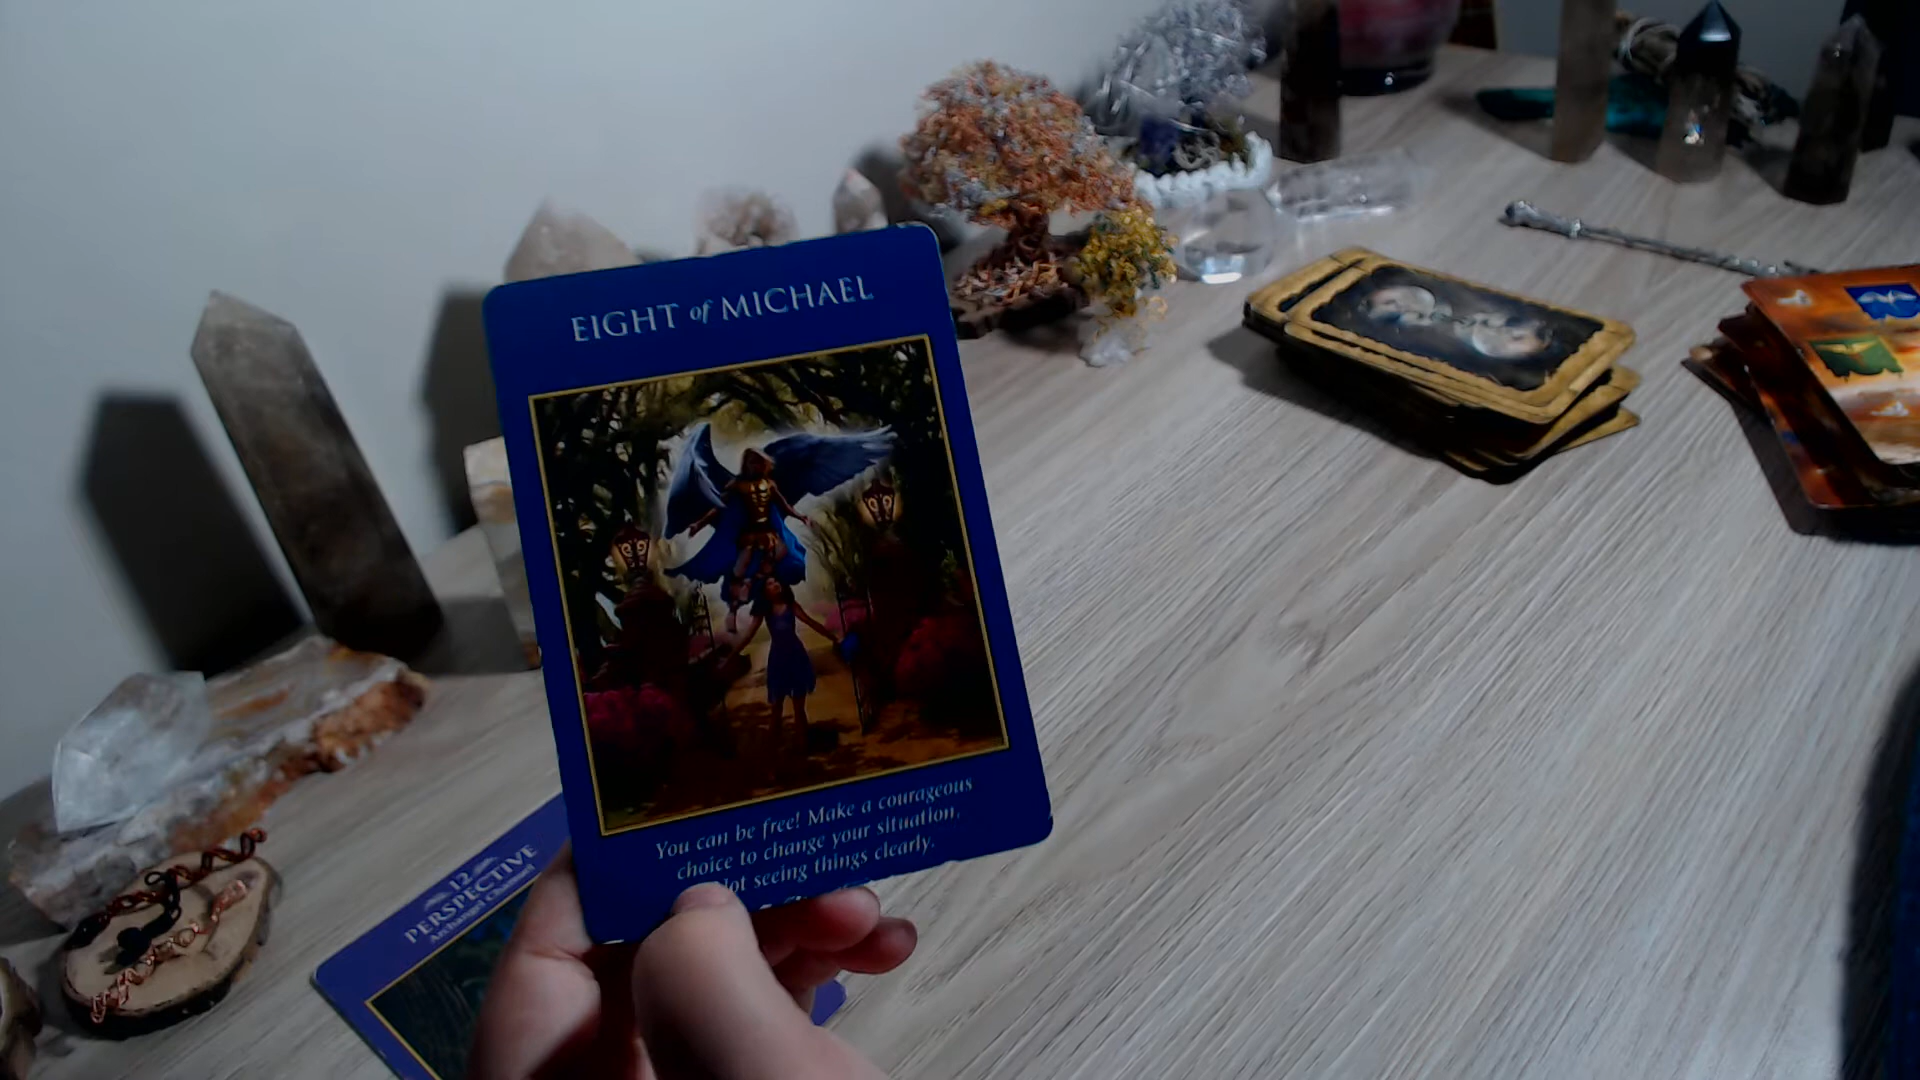 EIGHT of MICHAEL
You can be free! Make a courageous
choice to change your situation.
Not seeing things clearly.
12
PERSPECTIVE
Archangel Chamuel